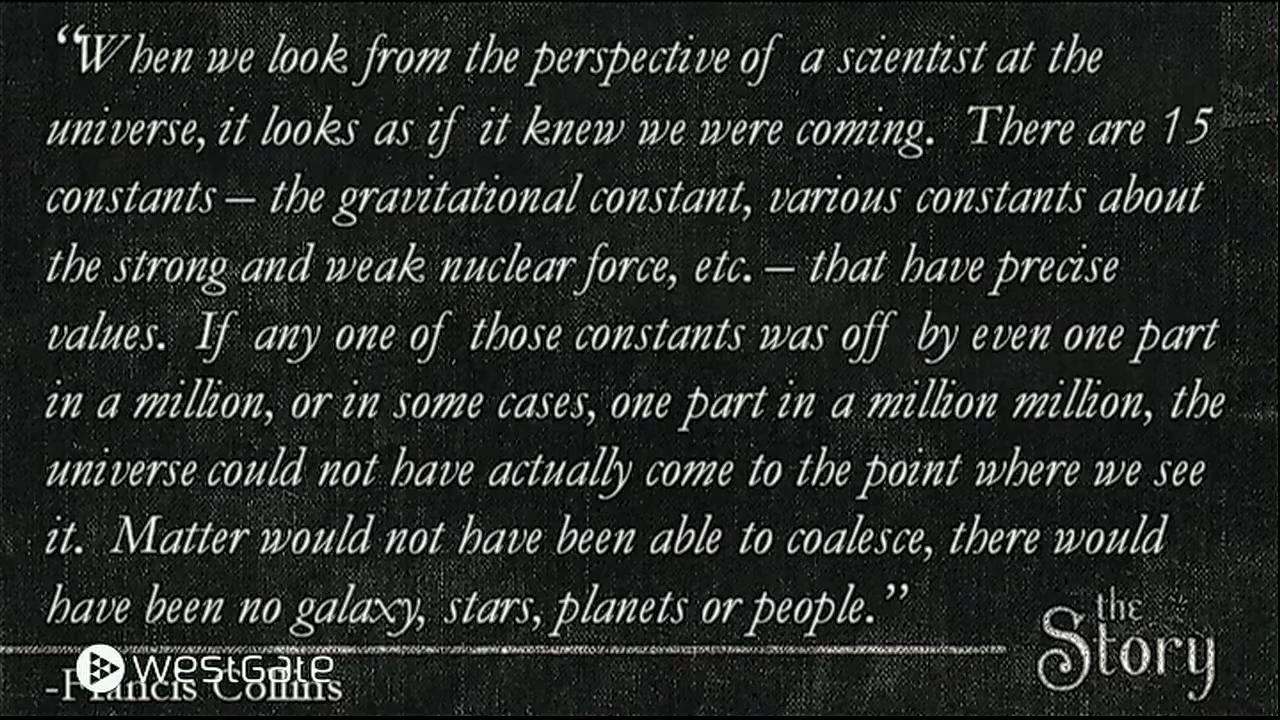 “When we look from the perspective of a scientist at the
universe, it looks as if it knew we were coming. There are 15
constants – the gravitational constant, various constants about
the strong and weak nuclear force, etc. – that have precise
values. If any one of those constants was off by even one part
in a million, or in some cases, one part in a million million, the
universe could not have actually come to the point where we see
it. Matter would not have been able to coalesce, there would
have been no galaxy, stars, planets or people.”
the
Story
westgate
-Francis Collins